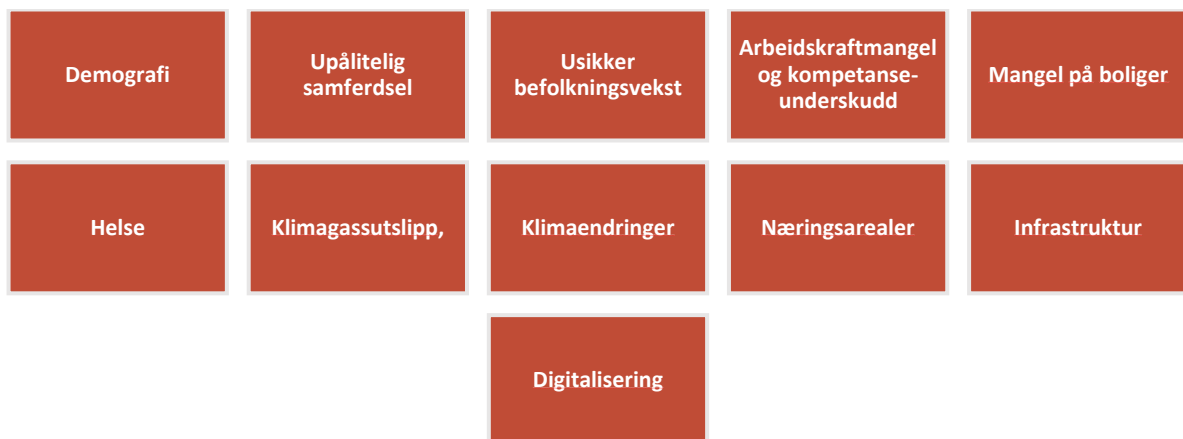 Demografi
Upålitelig
samferdsel
Usikker
befolkningsvekst
Arbeidskraftmangel
og kompetanse-
underskudd
Mangel på boliger
Helse
Klimagassutslipp,
Klimaendringer
Næringsarealer
Infrastruktur
Digitalisering